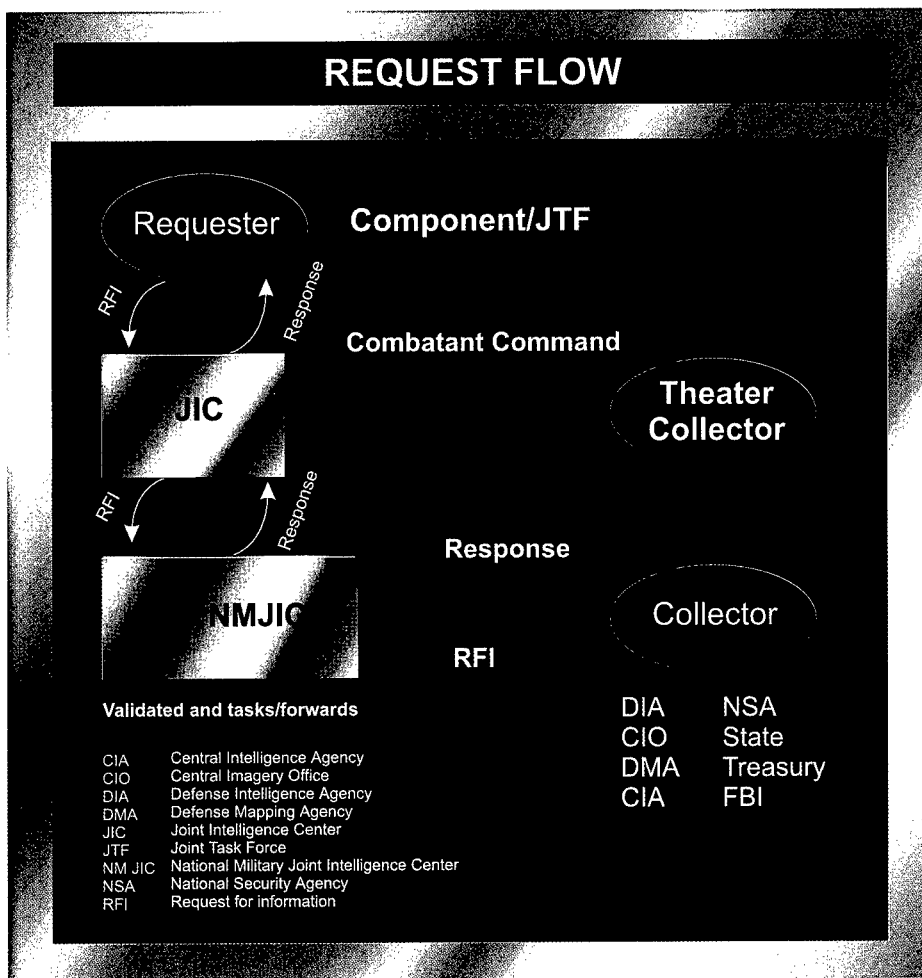 REQUEST FLOW
Requester
Component/JTF
RFI
Response
Combatant Command
JIC
Theater
Collector
RFI
Response
Response
NMJIC
Collector
RFI
Validated and tasks/forwards
DIA NSA
CIO State
DMA Treasury
CIA FBI
CIA Central Intelligence Agency
CIO Central Imagery Office
DIA Defense Intelligence Agency
DMA Defense Mapping Agency
JIC Joint Intelligence Center
JTF Joint Task Force
NM JIC National Military Joint Intelligence Center
NSA National Security Agency
RFI Request for information